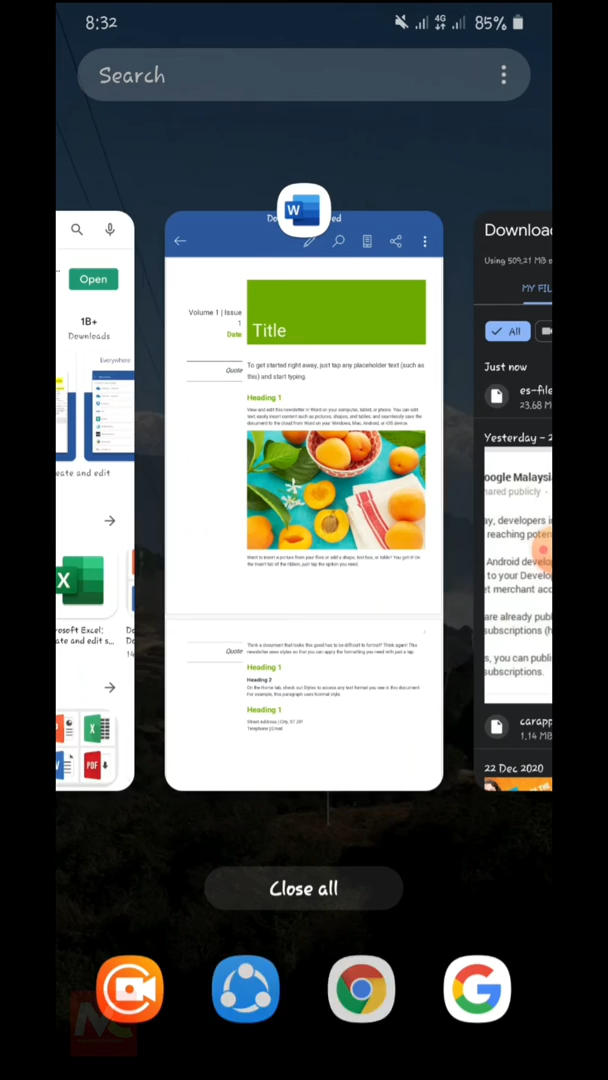 8:32
4G
85%
Search
Open
1B+
Downloads
Everywhere
eate and edit
X
rosoft Excel:
ate and edit s...
PDF
W
Volume 1 | Issue
1
Date
Title
Quote
To get started right away, just tap any placeholder text (such as
this) and start typing.
Heading 1
View and edit this newsletter in Word on your computer, tablet, or phone. You can edit
text, easily insert content such as pictures, shapes, and tables, and seamlessly save the
document to the cloud from Word on your Windows, Mac, Android, or iOS device.
Want to insert a picture from your files or add a shape, text box, or table? You got it! On
the Insert tab of the ribbon, just tap the option you need.
Quote
Think a document that looks this good has to be difficult to format? Think again! This
newsletter uses styles so that you can apply the formatting you need with just a tap.
Heading 1
Heading 2
On the Home tab, check out Styles to access any text format you see in this document.
For example, this paragraph uses Normal style.
Heading 1
Street Address | City, ST ZIP
Telephone | Email
Downloac
Using 509.21 MB o
MY FIL
All
Just now
es-file
23.68 M
Yesterday – 2
oogle Malaysi
hared publicly
ay, developers i
reaching poten
Android devel
to your Develo
et merchant acc
are already publ
subscriptions (h
s, you can publi
subscriptions.
carapp
1.14 MB
22 Dec 2020
Close all